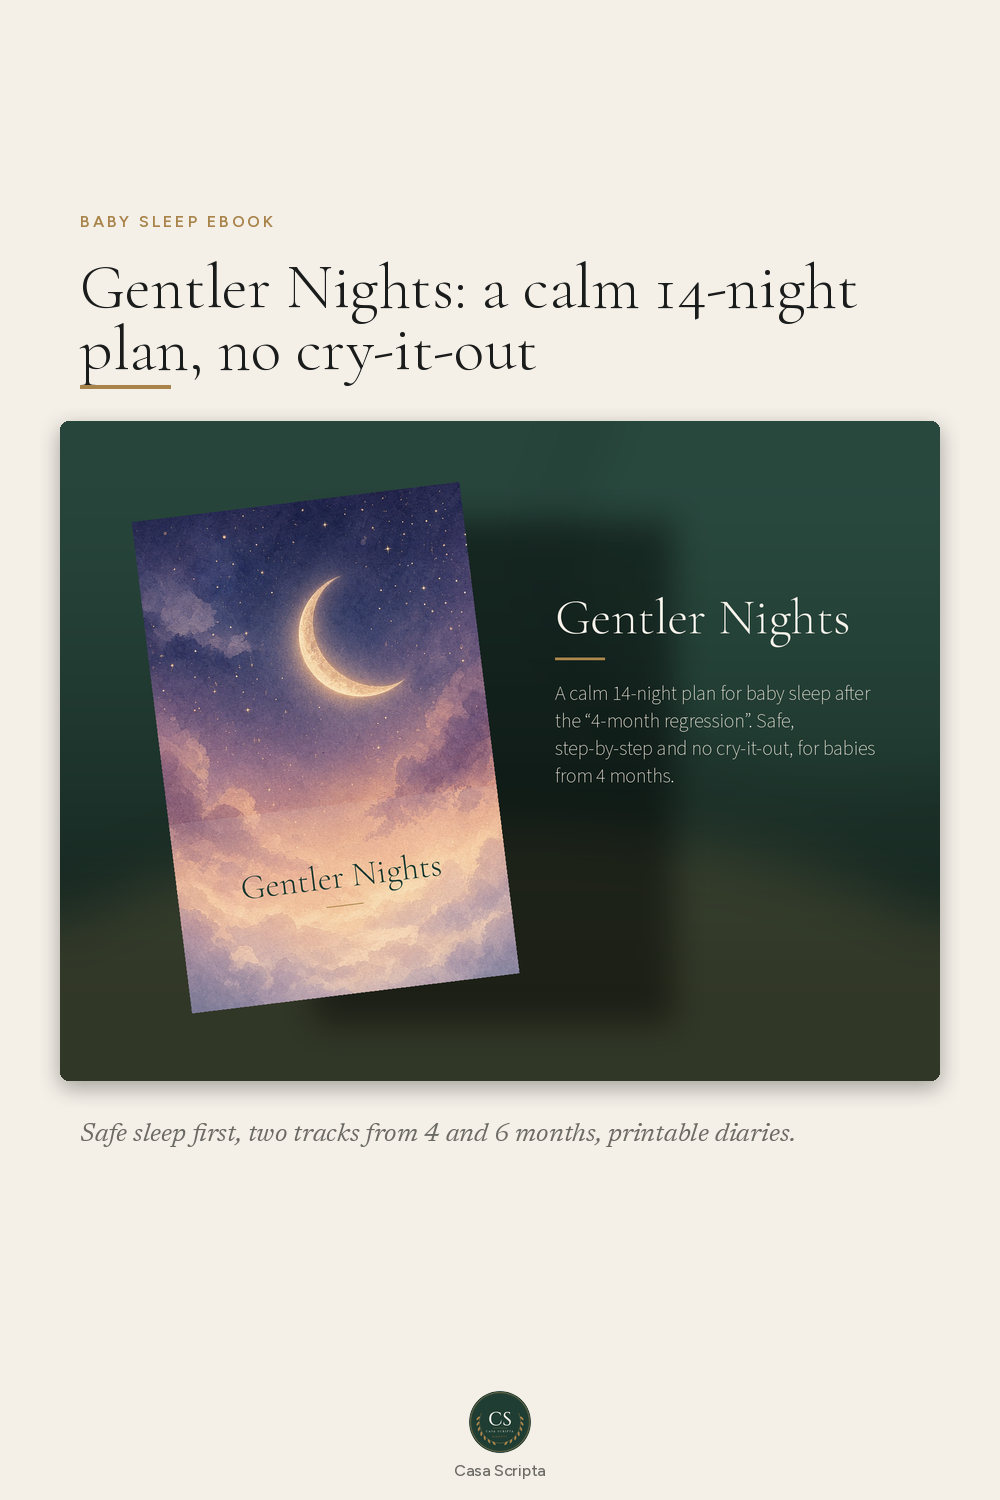 BABY SLEEP EBOOK
Gentler Nights: a calm 14-night
plan, no cry-it-out
Gentler Nights
Gentler Nights
A calm 14-night plan for baby sleep after
the “4-month regression”. Safe,
step-by-step and no cry-it-out, for babies
from 4 months.
Safe sleep first, two tracks from 4 and 6 months, printable diaries.
CS
CASA SCRIPTA
Casa Scripta